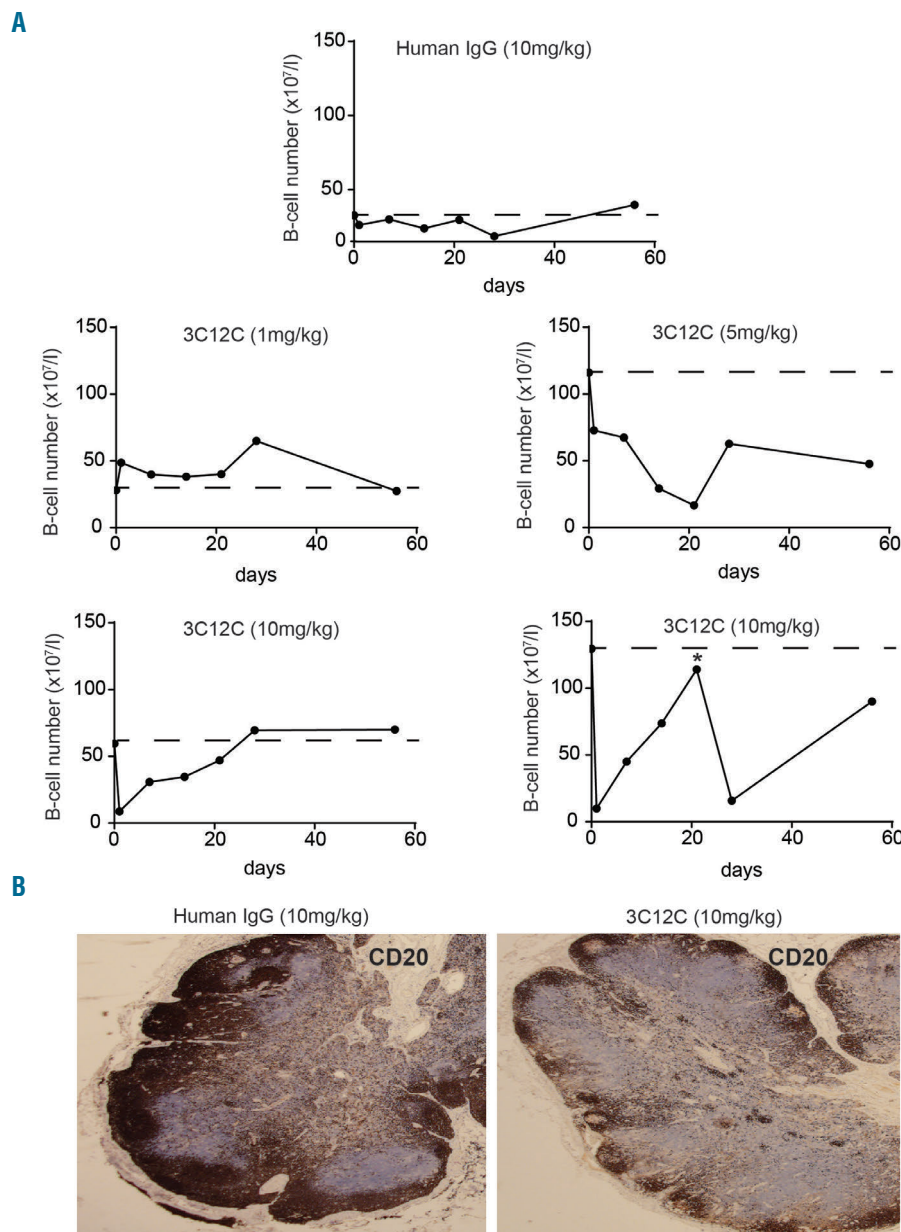 A
Human IgG (10mg/kg)
B-cell number (x10⁷/l)
150
100
50
0
0 20 40 60
days
3C12C (1mg/kg)
B-cell number (x10⁷/l)
150
100
50
0
0 20 40 60
days
3C12C (5mg/kg)
B-cell number (x10⁷/l)
150
100
50
0
0 20 40 60
days
3C12C (10mg/kg)
B-cell number (x10⁷/l)
150
100
50
0
0 20 40 60
days
3C12C (10mg/kg)
*
B-cell number (x10⁷/l)
150
100
50
0
0 20 40 60
days
B
Human IgG (10mg/kg)
CD20
3C12C (10mg/kg)
CD20